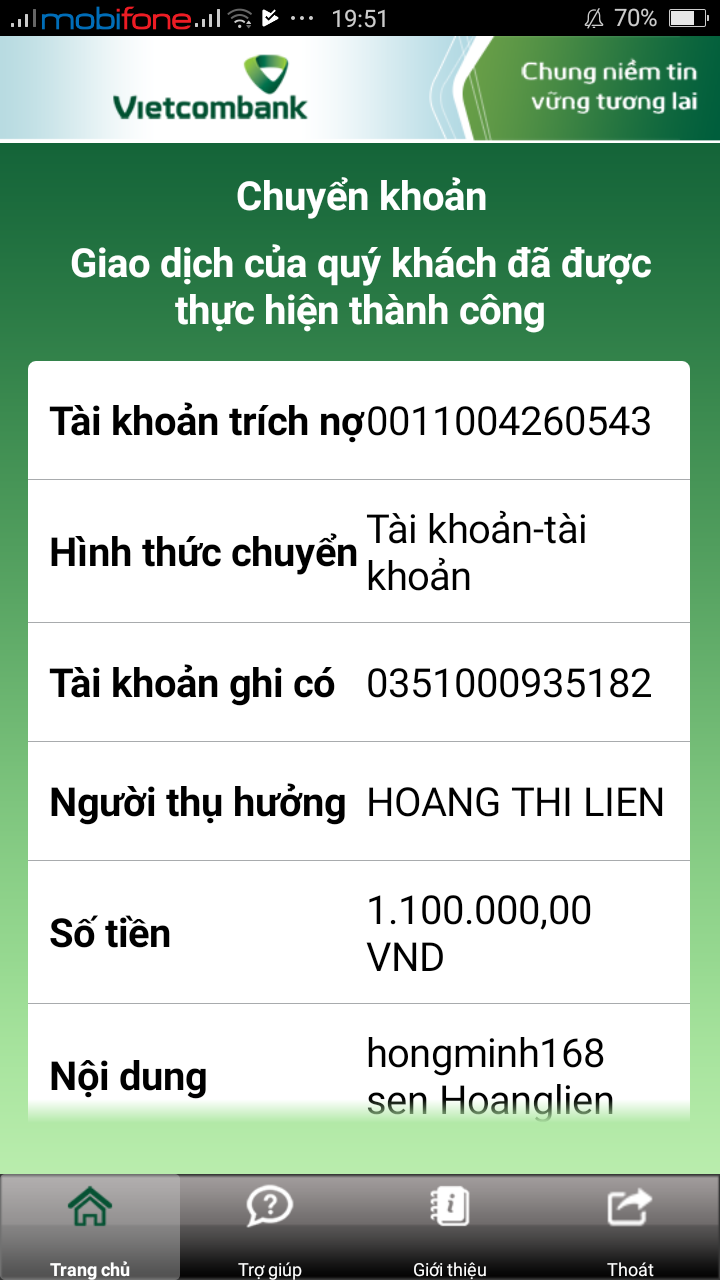 mobifone ... 19:51 70%
Vietcombank
Chung niềm tin
vững tương lai
Chuyển khoản
Giao dịch của quý khách đã được
thực hiện thành công
Tài khoản trích nợ 0011004260543
Hình thức chuyển Tài khoản-tài
khoản
Tài khoản ghi có 0351000935182
Người thụ hưởng HOANG THI LIEN
Số tiền 1.100.000,00
VND
Nội dung hongminh168
sen Hoanglien
Trang chủ Trợ giúp Giới thiệu Thoát